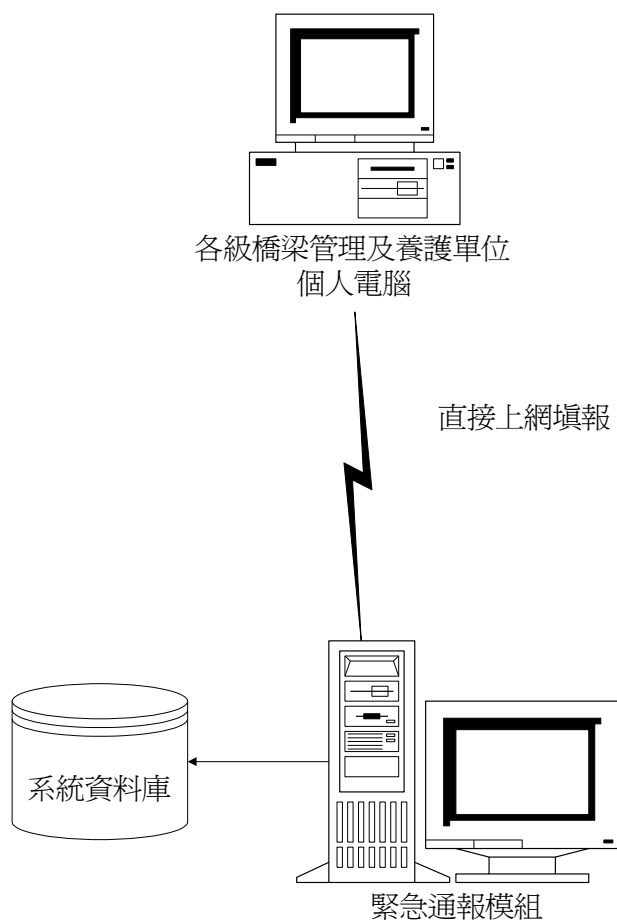 各級橋梁管理及養護單位
個人電腦
直接上網填報
系統資料庫
緊急通報模組